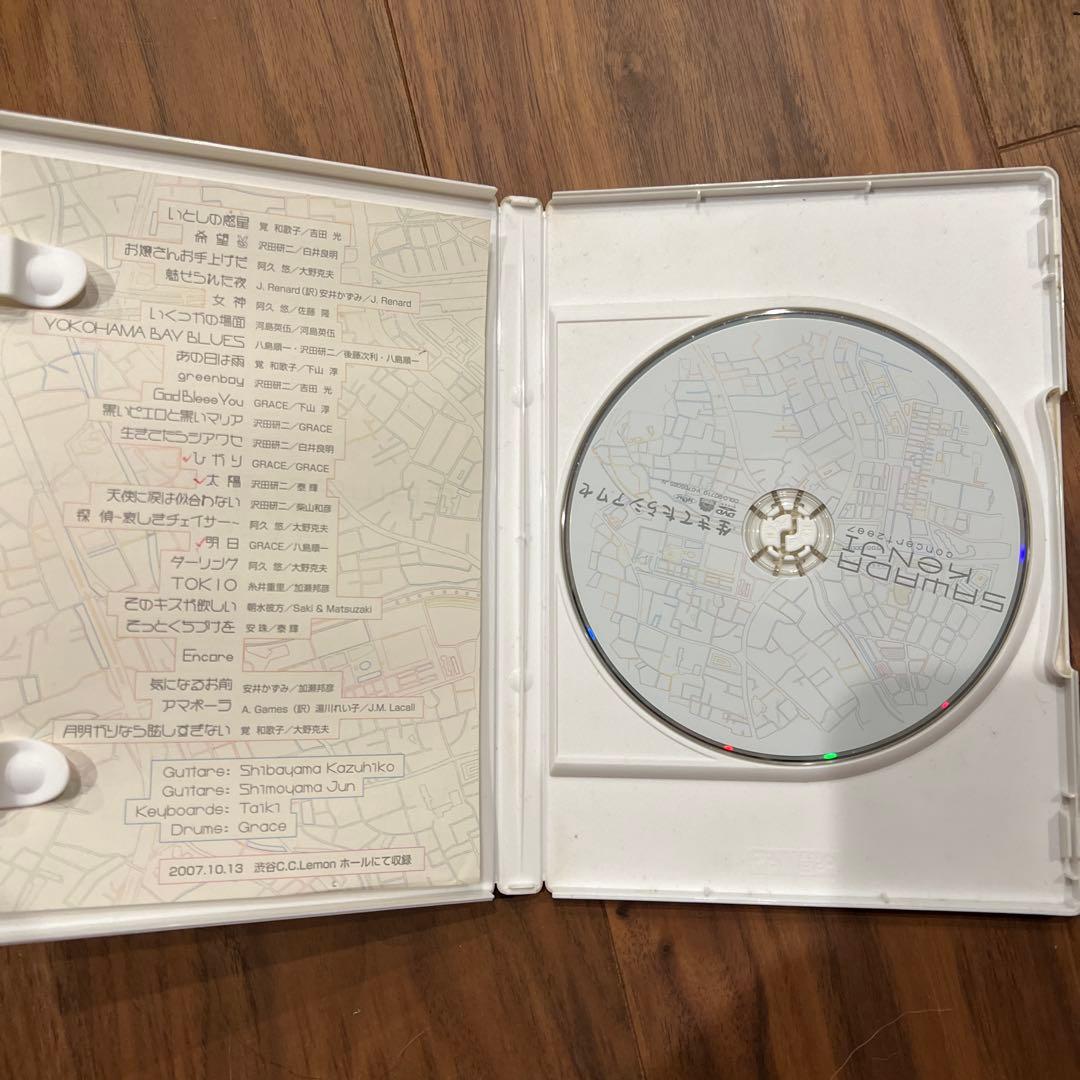 いとしの惑星 覚 和歌子／吉田 光
希望 沢田研二／白井良明
お嬢さんお手上げだ 阿久 悠／大野克夫
魅せられた夜 J. Renard（訳）安井かずみ／J. Renard
女神 阿久 悠／佐藤 隆
いくつかの場面 河島英伍／河島英伍
YOKOHAMA BAY BLUES 八島順一・沢田研二／後藤次利・八島順一
あの日は雨 覚 和歌子／下山 淳
greenboy 沢田研二／吉田 光
God Bless You GRACE／下山 淳
黒いピエロと黒いマリア 沢田研二／GRACE
生きてたらシアワセ 沢田研二／白井良明
ひかり GRACE／GRACE
太陽 沢田研二／泰輝
天使に涙は似合わない 沢田研二／柴山和彦
探偵~哀しきチェイサー~ 阿久 悠／大野克夫
明日 GRACE／八島順一
ダーリング 阿久 悠／大野克夫
TOKIO 糸井重里／加瀬邦彦
そのキスが欲しい 朝水彼方／Saki & Matsuzaki
そっとくちづけを 安珠／泰輝
Encore
気になるお前 安井かずみ／加瀬邦彦
アマポーラ A. Games（訳）湯川れい子／J.M. Lacall
月明かりなら眩しすぎない 覚 和歌子／大野克夫
Guitars: Shibayama Kazuhiko
Guitars: Shimoyama Jun
Keyboards: Taiki
Drums: Grace
2007.10.13 渋谷C.C.Lemon ホールにて収録
SAWADA
KENJI
concert2007
生きてたらシアワセ
DVD